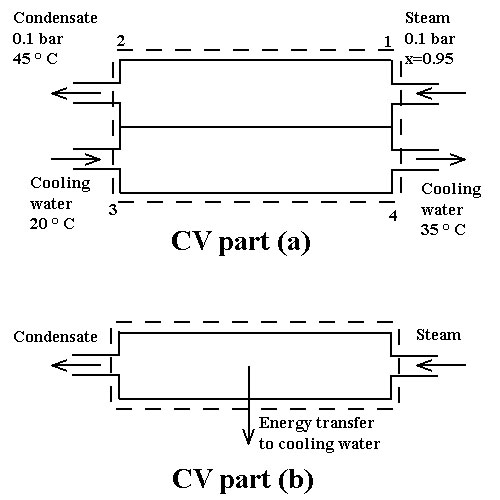 Condensate
0.1 bar
45 ° C
2
1
Steam
0.1 bar
x=0.95
Cooling
water
20 ° C
3
4
Cooling
water
35 ° C
CV part (a)
Condensate
Steam
Energy transfer
to cooling water
CV part (b)